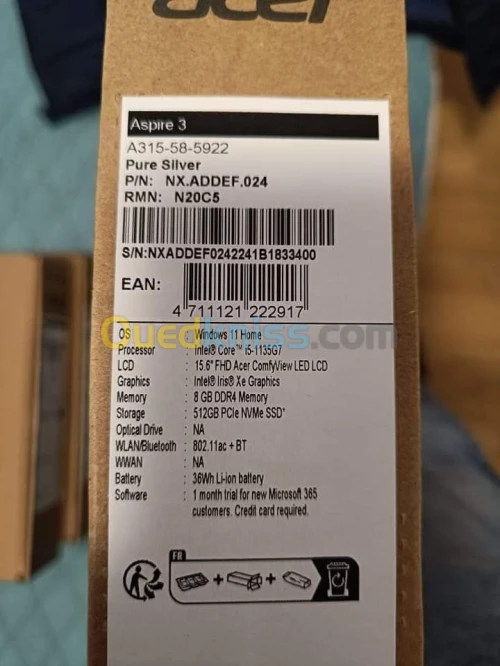 acer
Aspire 3
A315-58-5922
Pure Silver
P/N: NX.ADDEF.024
RMN: N20C5
S/N:NXADDEF0242241B1833400
EAN:
4 711121 222917
Ouedkniss.com
OS : Windows 11 Home
Processor : Intel® Core™ i5-1135G7
LCD : 15.6" FHD Acer ComfyView LED LCD
Graphics : Intel® Iris® Xe Graphics
Memory : 8 GB DDR4 Memory
Storage : 512GB PCIe NVMe SSD*
Optical Drive : NA
WLAN/Bluetooth : 802.11ac + BT
WWAN : NA
Battery : 36Wh Li-ion battery
Software : 1 month trial for new Microsoft 365
customers. Credit card required.
FR